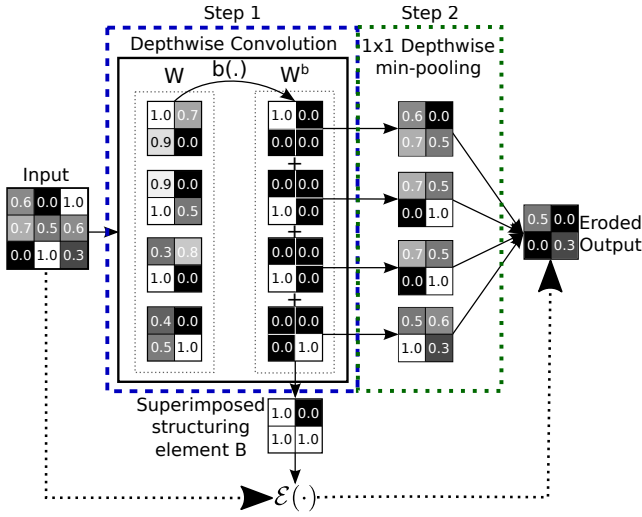 Step 1
Step 2
Depthwise Convolution
1x1 Depthwise
min-pooling
W
b(.)
W^b
Input
0.6 0.0 1.0
0.7 0.5 0.6
0.0 1.0 0.3
1.0 0.7
0.9 0.0
0.9 0.0
1.0 0.5
0.3 0.8
1.0 0.0
0.4 0.0
0.5 1.0
1.0 0.0
0.0 0.0
+
0.0 0.0
1.0 0.0
+
0.0 0.0
1.0 0.0
+
0.0 0.0
0.0 1.0
0.6 0.0
0.7 0.5
0.7 0.5
0.0 1.0
0.7 0.5
0.0 1.0
0.5 0.6
1.0 0.3
0.5 0.0
0.0 0.3
Eroded
Output
Superimposed
structuring
element B
1.0 0.0
1.0 1.0
ℰ(·)